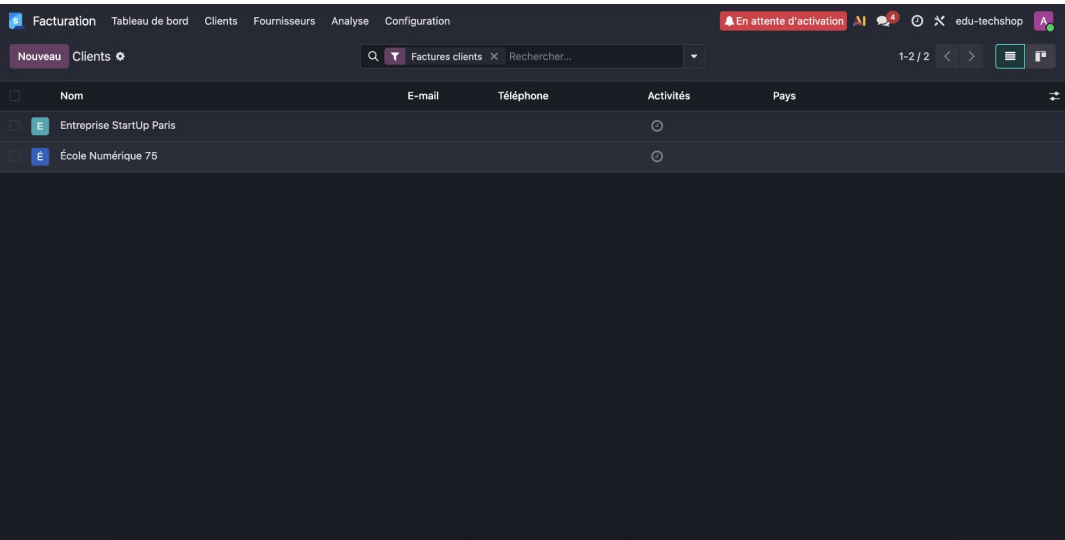 Facturation Tableau de bord Clients Fournisseurs Analyse Configuration En attente d'activation AI 4 edu-techshop A
Nouveau Clients Factures clients Rechercher... 1-2 / 2
Nom E-mail Téléphone Activités Pays
E Entreprise StartUp Paris
É École Numérique 75